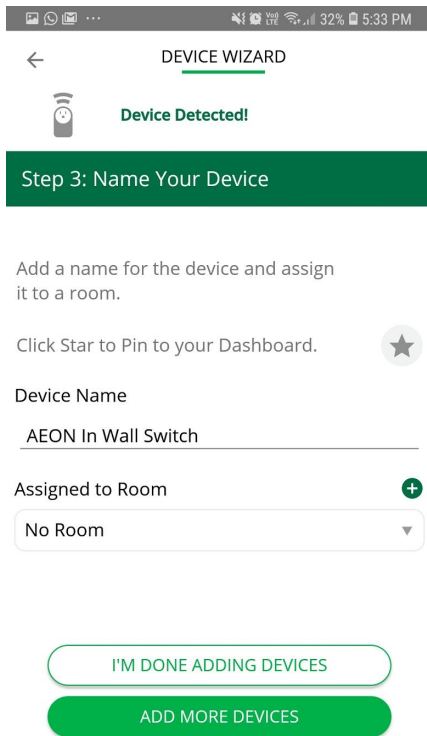 32% 5:33 PM
DEVICE WIZARD
Device Detected!
Step 3: Name Your Device
Add a name for the device and assign
it to a room.
Click Star to Pin to your Dashboard.
Device Name
AEON In Wall Switch
Assigned to Room
No Room
I'M DONE ADDING DEVICES
ADD MORE DEVICES